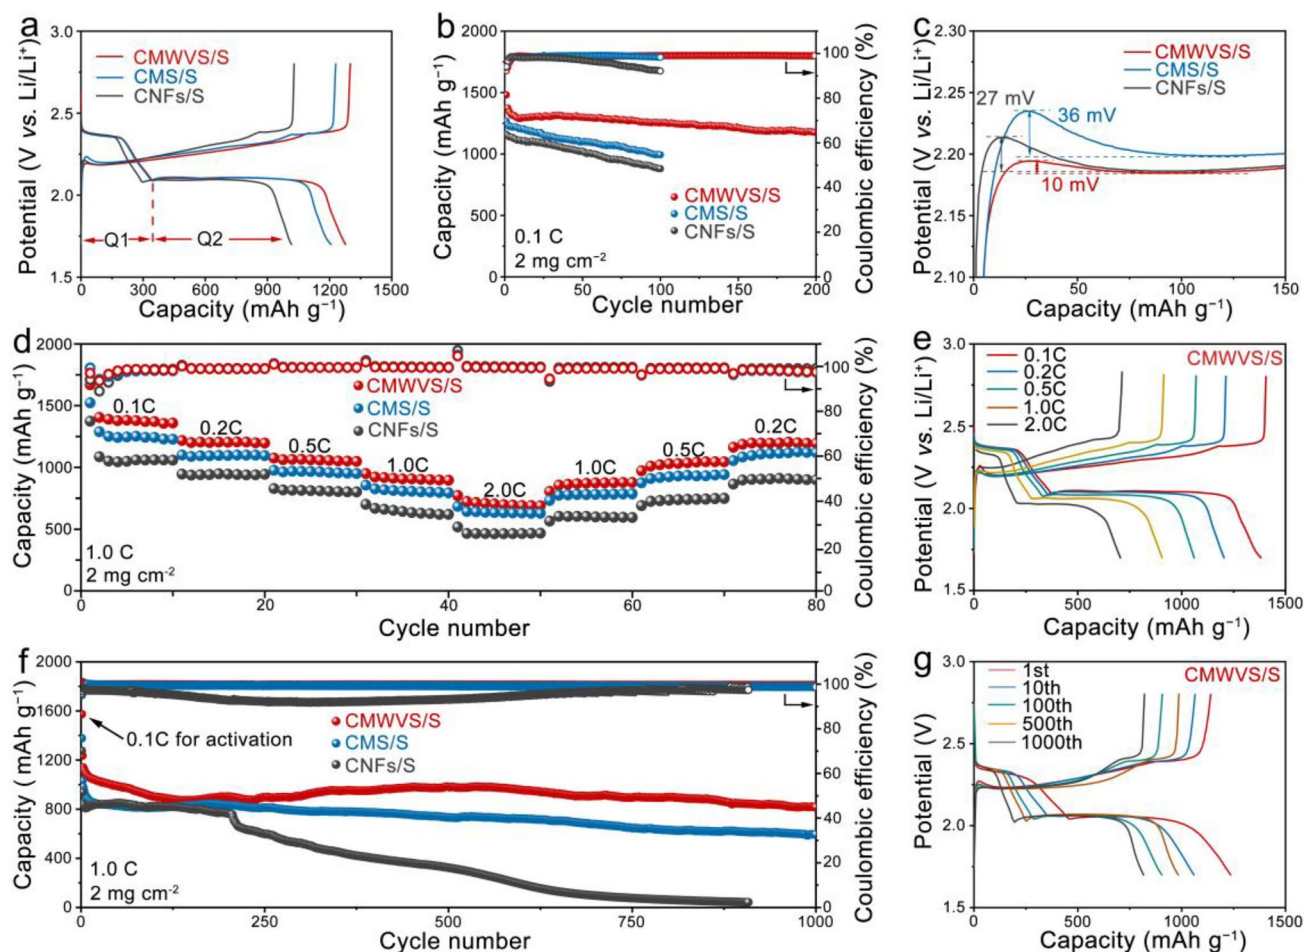 a
3.0
2.5
2.0
1.5
Potential (V vs. Li/Li⁺)
CMWVS/S
CMS/S
CNFs/S
Q1
Q2
0
300
600
900
1200
1500
Capacity (mAh g⁻¹)
b
2000
1500
1000
500
0
Capacity (mAh g⁻¹)
CMWVS/S
CMS/S
CNFs/S
0.1 C
2 mg cm⁻²
100
80
60
40
20
0
Coulombic efficiency (%)
0
50
100
150
200
Cycle number
c
2.30
2.25
2.20
2.15
2.10
Potential (V vs. Li/Li⁺)
CMWVS/S
CMS/S
CNFs/S
27 mV
36 mV
10 mV
0
50
100
150
Capacity (mAh g⁻¹)
d
2000
1500
1000
500
0
Capacity (mAh g⁻¹)
CMWVS/S
CMS/S
CNFs/S
0.1C
0.2C
0.5C
1.0C
2.0C
1.0C
0.5C
0.2C
1.0 C
2 mg cm⁻²
100
80
60
40
20
0
Coulombic efficiency (%)
0
20
40
60
80
Cycle number
e
3.0
2.5
2.0
1.5
Potential (V vs. Li/Li⁺)
0.1C
0.2C
0.5C
1.0C
2.0C
CMWVS/S
0
500
1000
1500
Capacity (mAh g⁻¹)
f
2000
1600
1200
800
400
0
Capacity ( mAh g⁻¹)
0.1C for activation
CMWVS/S
CMS/S
CNFs/S
1.0 C
2 mg cm⁻²
100
80
60
40
20
0
Coulombic efficiency (%)
0
250
500
750
1000
Cycle number
g
3.0
2.5
2.0
1.5
Potential (V)
1st
10th
100th
500th
1000th
CMWVS/S
0
400
800
1200
1600
Capacity (mAh g⁻¹)